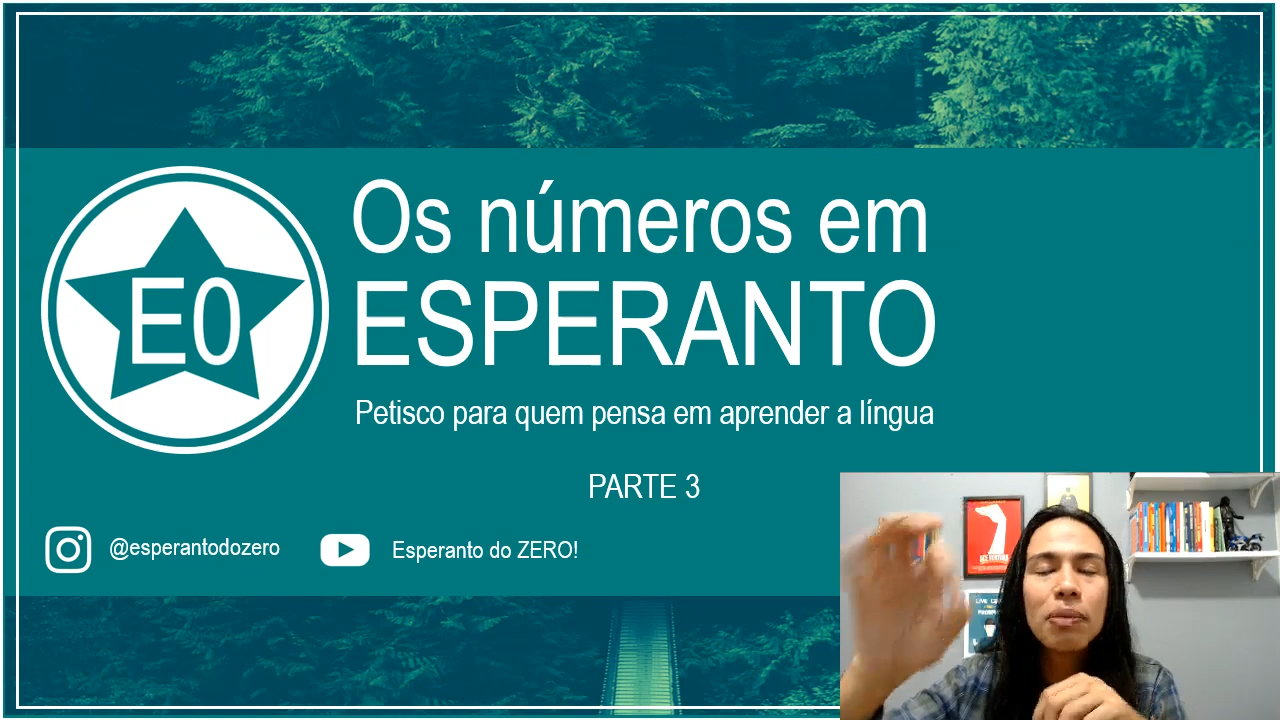 Os números em
ESPERANTO
E0
Petisco para quem pensa em aprender a língua
PARTE 3
@esperantodozero
Esperanto do ZERO!